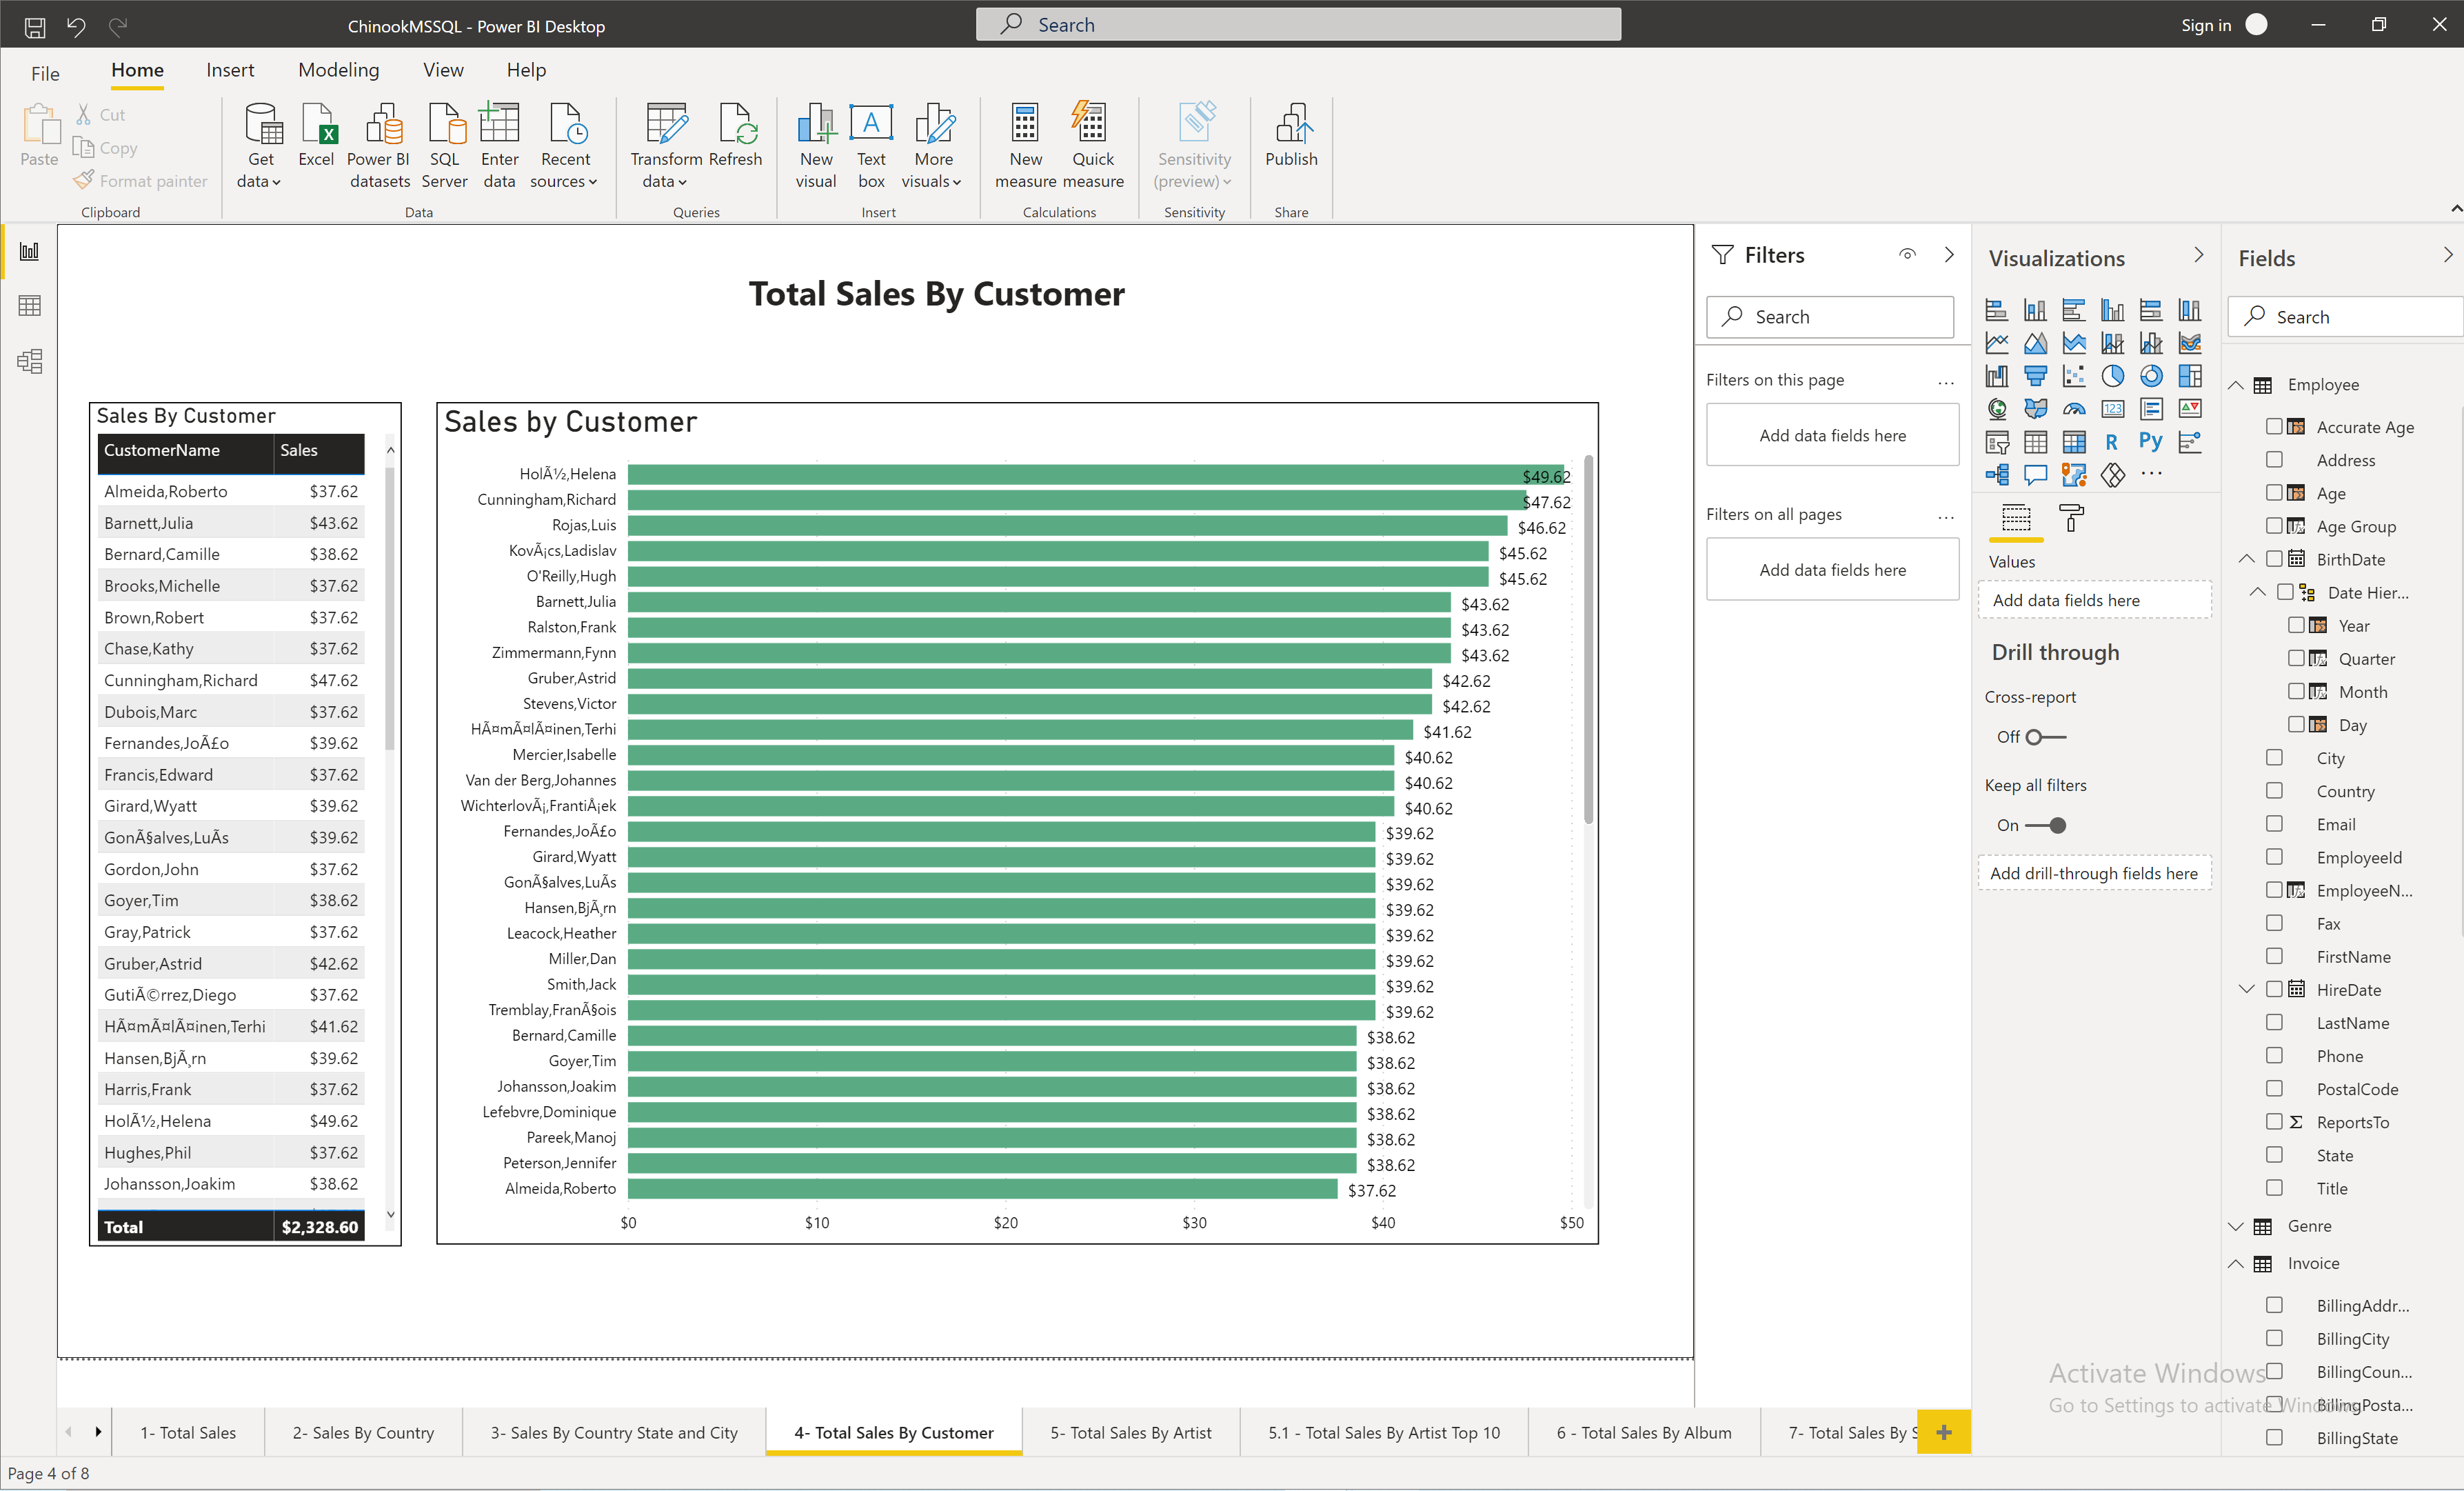 ChinookMSSQL - Power BI Desktop
Search
Sign in
File
Home
Insert
Modeling
View
Help
Paste
Cut
Copy
Format painter
Clipboard
Get data
Excel
Power BI datasets
SQL Server
Enter data
Recent sources
Data
Transform data
Refresh
Queries
New visual
Text box
More visuals
Insert
New measure
Quick measure
Calculations
Sensitivity (preview)
Sensitivity
Publish
Share
Total Sales By Customer
Sales By Customer
CustomerName Sales
Almeida,Roberto $37.62
Barnett,Julia $43.62
Bernard,Camille $38.62
Brooks,Michelle $37.62
Brown,Robert $37.62
Chase,Kathy $37.62
Cunningham,Richard $47.62
Dubois,Marc $37.62
Fernandes,JoÃ£o $39.62
Francis,Edward $37.62
Girard,Wyatt $39.62
GonÃ§alves,LuÃs $39.62
Gordon,John $37.62
Goyer,Tim $38.62
Gray,Patrick $37.62
Gruber,Astrid $42.62
GutiÃ©rrez,Diego $37.62
HÃ¤mÃ¤lÃ¤inen,Terhi $41.62
Hansen,BjÃ¸rn $39.62
Harris,Frank $37.62
HolÃ½,Helena $49.62
Hughes,Phil $37.62
Johansson,Joakim $38.62
Total $2,328.60
Sales by Customer
HolÃ½,Helena $49.62
Cunningham,Richard $47.62
Rojas,Luis $46.62
KovÃ¡cs,Ladislav $45.62
O'Reilly,Hugh $45.62
Barnett,Julia $43.62
Ralston,Frank $43.62
Zimmermann,Fynn $43.62
Gruber,Astrid $42.62
Stevens,Victor $42.62
HÃ¤mÃ¤lÃ¤inen,Terhi $41.62
Mercier,Isabelle $40.62
Van der Berg,Johannes $40.62
WichterlovÃ¡,FrantiÅ¡ek $40.62
Fernandes,JoÃ£o $39.62
Girard,Wyatt $39.62
GonÃ§alves,LuÃs $39.62
Hansen,BjÃ¸rn $39.62
Leacock,Heather $39.62
Miller,Dan $39.62
Smith,Jack $39.62
Tremblay,FranÃ§ois $39.62
Bernard,Camille $38.62
Goyer,Tim $38.62
Johansson,Joakim $38.62
Lefebvre,Dominique $38.62
Pareek,Manoj $38.62
Peterson,Jennifer $38.62
Almeida,Roberto $37.62
$0 $10 $20 $30 $40 $50
Filters
Search
Filters on this page ...
Add data fields here
Filters on all pages ...
Add data fields here
Visualizations
123
R
Py
...
Values
Add data fields here
Drill through
Cross-report
Off
Keep all filters
On
Add drill-through fields here
Fields
Search
Employee
Accurate Age
Address
Age
Age Group
BirthDate
Date Hier...
Year
Quarter
Month
Day
City
Country
Email
EmployeeId
EmployeeN...
Fax
FirstName
HireDate
LastName
Phone
PostalCode
ReportsTo
State
Title
Genre
Invoice
BillingAddr...
BillingCity
BillingCoun...
BillingPosta...
BillingState
Activate Windows
Go to Settings to activate Windows.
1- Total Sales
2- Sales By Country
3- Sales By Country State and City
4- Total Sales By Customer
5- Total Sales By Artist
5.1 - Total Sales By Artist Top 10
6 - Total Sales By Album
7- Total Sales By S
Page 4 of 8